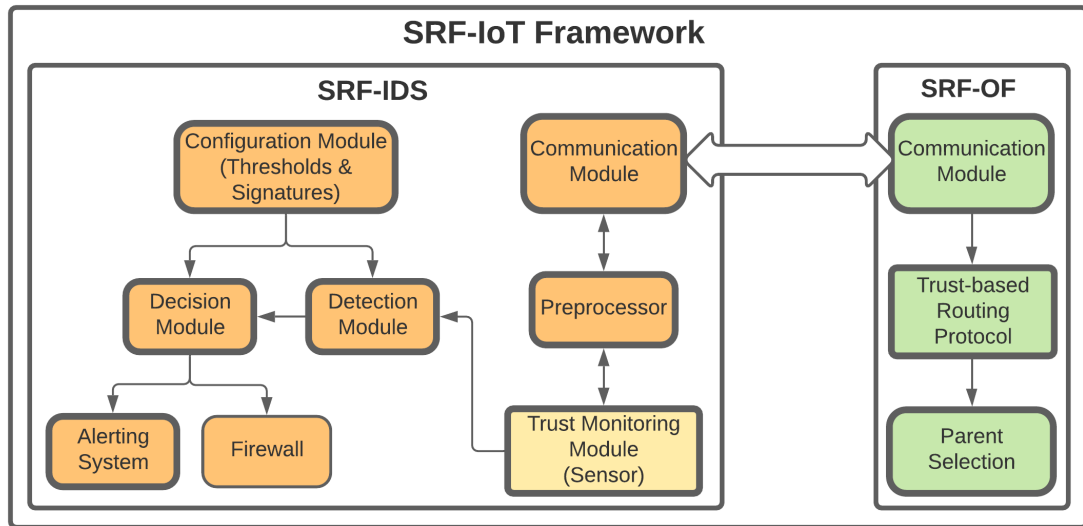 SRF-IoT Framework
SRF-IDS
Configuration Module
(Thresholds &
Signatures)
Communication
Module
Decision
Module
Detection
Module
Preprocessor
Alerting
System
Firewall
Trust Monitoring
Module
(Sensor)
SRF-OF
Communication
Module
Trust-based
Routing
Protocol
Parent
Selection